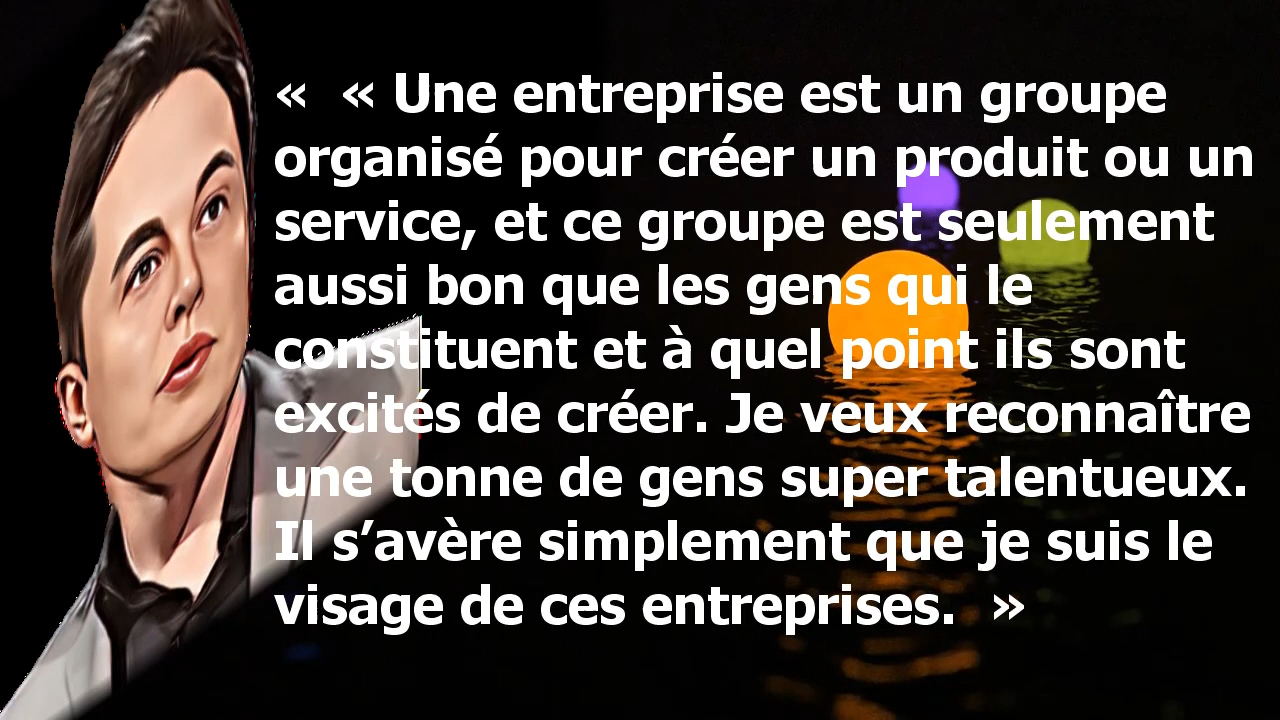 «  « Une entreprise est un groupe
organisé pour créer un produit ou un
service, et ce groupe est seulement
aussi bon que les gens qui le
constituent et à quel point ils sont
excités de créer. Je veux reconnaître
une tonne de gens super talentueux.
Il s’avère simplement que je suis le
visage de ces entreprises.  »